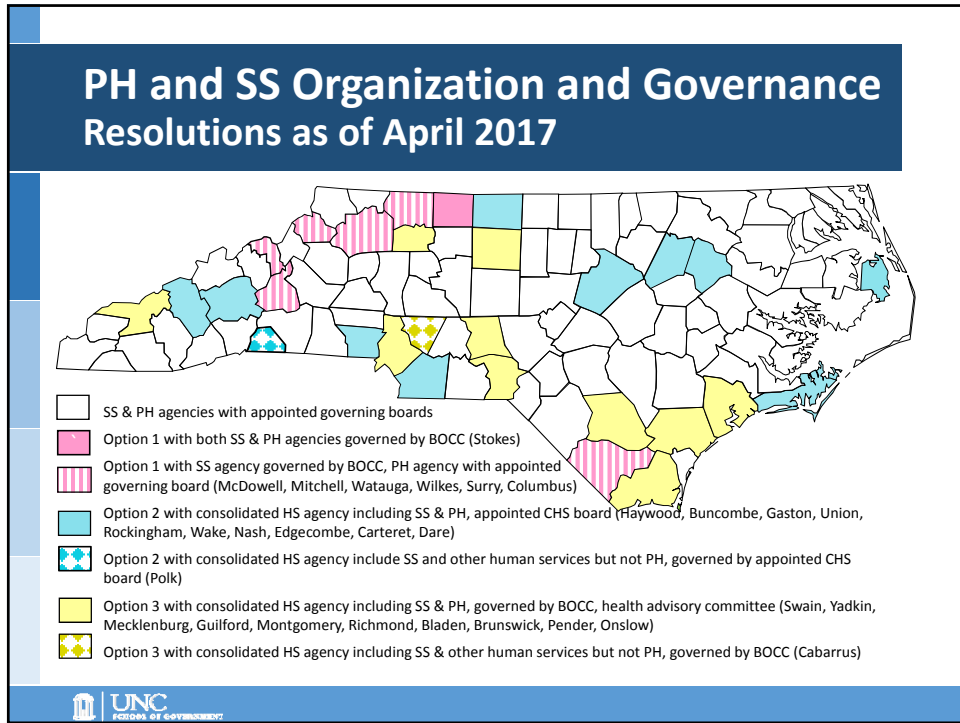 PH and SS Organization and Governance
Resolutions as of April 2017
SS & PH agencies with appointed governing boards
Option 1 with both SS & PH agencies governed by BOCC (Stokes)
Option 1 with SS agency governed by BOCC, PH agency with appointed
governing board (McDowell, Mitchell, Watauga, Wilkes, Surry, Columbus)
Option 2 with consolidated HS agency including SS & PH, appointed CHS board (Haywood, Buncombe, Gaston, Union,
Rockingham, Wake, Nash, Edgecombe, Carteret, Dare)
Option 2 with consolidated HS agency include SS and other human services but not PH, governed by appointed CHS
board (Polk)
Option 3 with consolidated HS agency including SS & PH, governed by BOCC, health advisory committee (Swain, Yadkin,
Mecklenburg, Guilford, Montgomery, Richmond, Bladen, Brunswick, Pender, Onslow)
Option 3 with consolidated HS agency including SS & other human services but not PH, governed by BOCC (Cabarrus)
UNC
SCHOOL OF GOVERNMENT